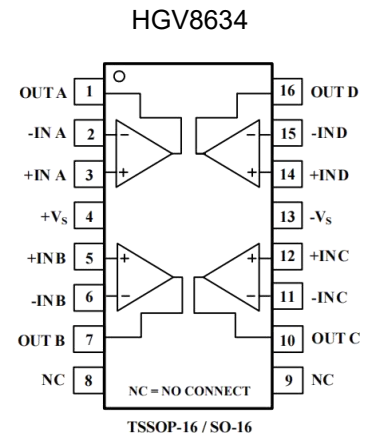 HGV8634
OUT A 1 16 OUT D
-IN A 2 − − 15 -IND
+IN A 3 + + 14 +IND
+Vs 4 13 -Vs
+INB 5 + + 12 +INC
-INB 6 − − 11 -INC
OUT B 7 10 OUT C
NC 8 9 NC
NC = NO CONNECT
TSSOP-16 / SO-16